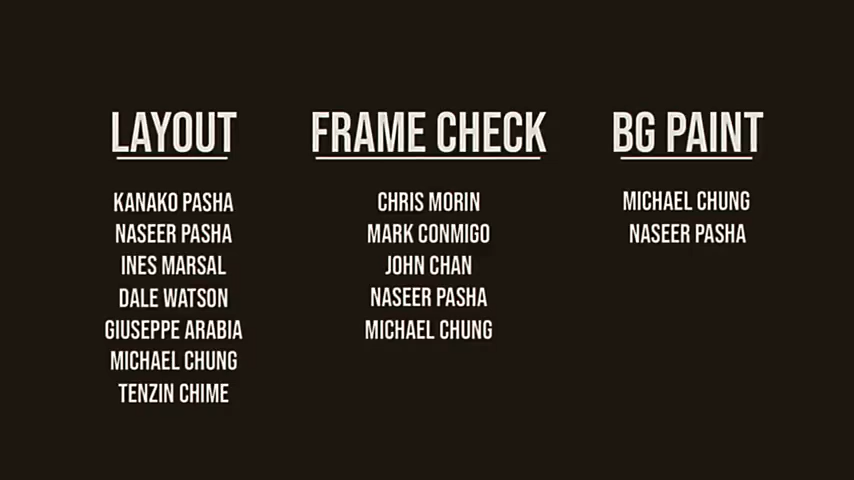 LAYOUT
KANAKO PASHA
NASEER PASHA
INES MARSAL
DALE WATSON
GIUSEPPE ARABIA
MICHAEL CHUNG
TENZIN CHIME
FRAME CHECK
CHRIS MORIN
MARK CONMIGO
JOHN CHAN
NASEER PASHA
MICHAEL CHUNG
BG PAINT
MICHAEL CHUNG
NASEER PASHA